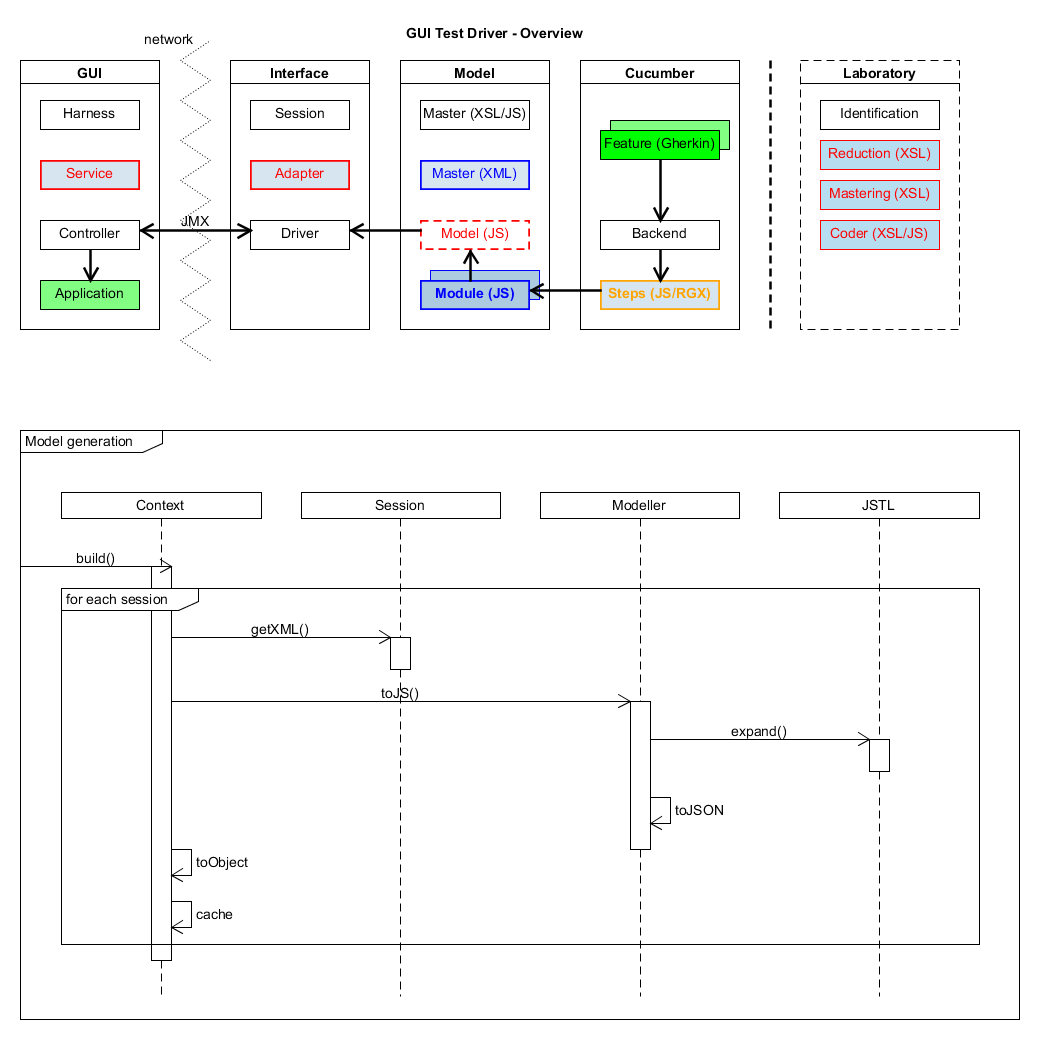 GUI Test Driver - Overview
network
GUI
Interface
Model
Cucumber
Laboratory
Harness
Session
Master (XSL/JS)
Identification
Feature (Gherkin)
Reduction (XSL)
Service
Adapter
Master (XML)
Mastering (XSL)
JMX
Controller
Driver
Model (JS)
Backend
Coder (XSL/JS)
Application
Module (JS)
Steps (JS/RGX)
Model generation
Context
Session
Modeller
JSTL
build()
for each session
getXML()
toJS()
expand()
toJSON
toObject
cache